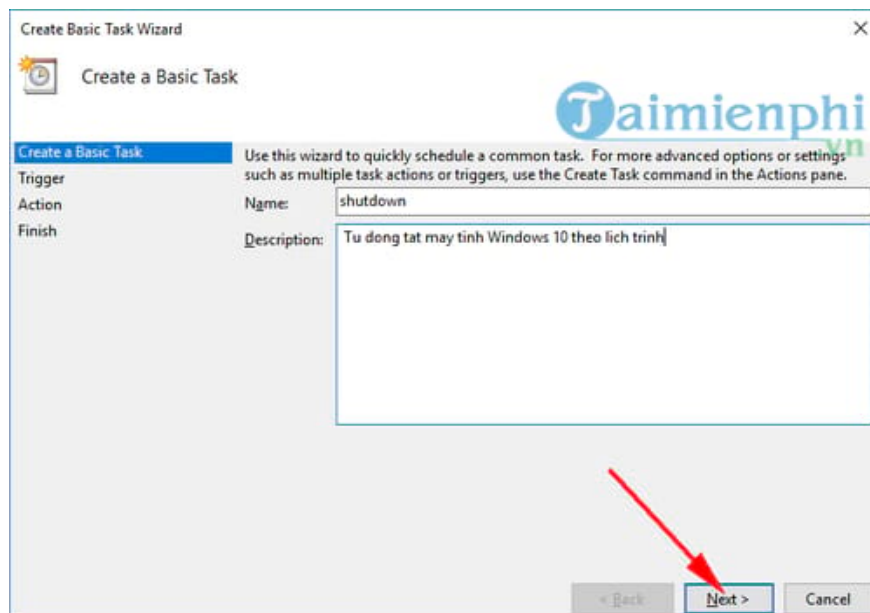 Create Basic Task Wizard
Create a Basic Task
Taimienphi
.vn
Create a Basic Task
Trigger
Action
Finish
Use this wizard to quickly schedule a common task. For more advanced options or settings
such as multiple task actions or triggers, use the Create Task command in the Actions pane.
Name:
shutdown
Description:
Tu dong tat may tinh Windows 10 theo lich trinh
< Back
Next >
Cancel